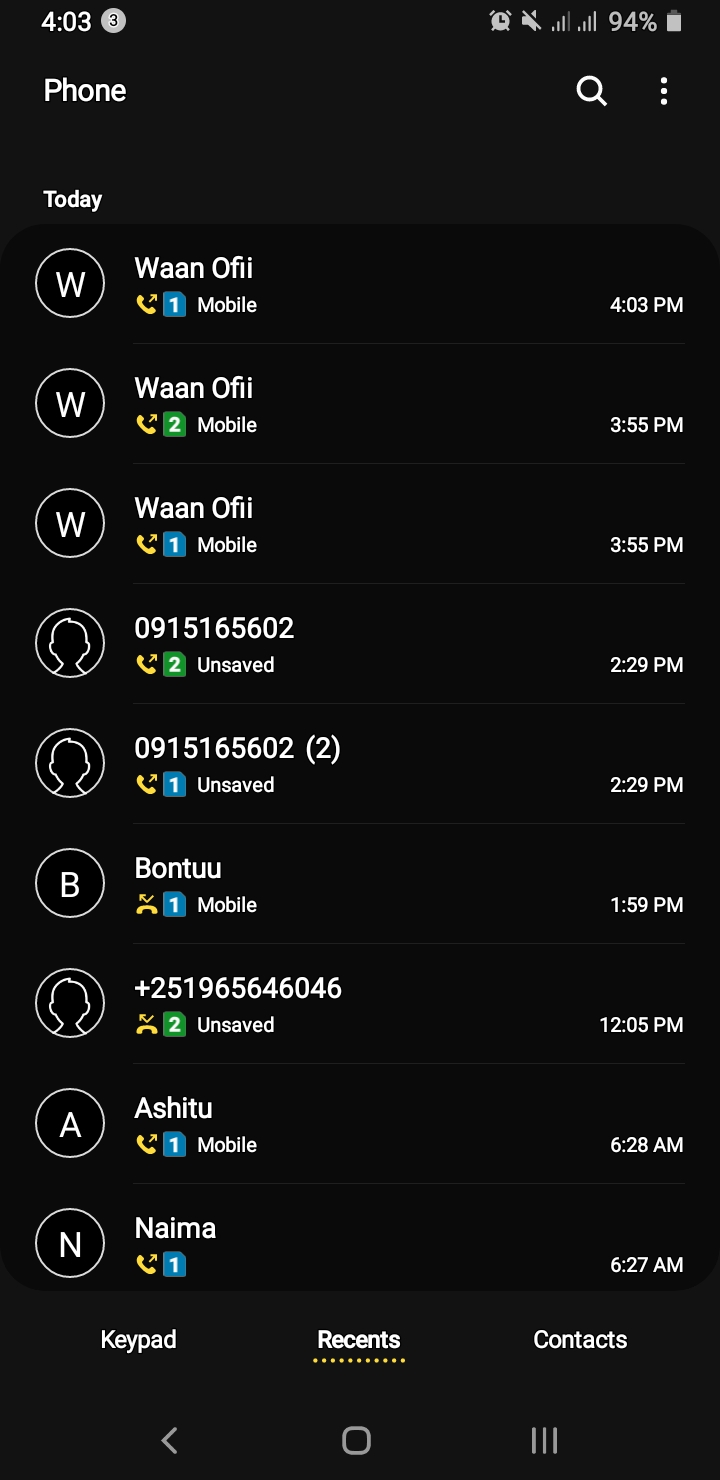 4:03 3 94%
Phone
Today
W Waan Ofii
1 Mobile 4:03 PM
W Waan Ofii
2 Mobile 3:55 PM
W Waan Ofii
1 Mobile 3:55 PM
0915165602
2 Unsaved 2:29 PM
0915165602 (2)
1 Unsaved 2:29 PM
B Bontuu
1 Mobile 1:59 PM
+251965646046
2 Unsaved 12:05 PM
A Ashitu
1 Mobile 6:28 AM
N Naima
1 6:27 AM
Keypad Recents Contacts